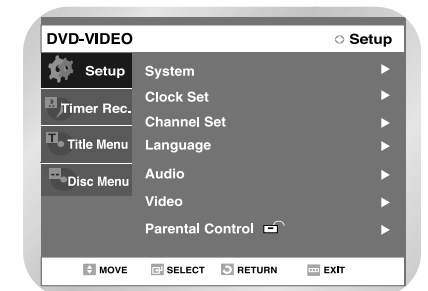 DVD-VIDEO Setup
Setup
Timer Rec.
Title Menu
Disc Menu
System
Clock Set
Channel Set
Language
Audio
Video
Parental Control
MOVE SELECT RETURN EXIT